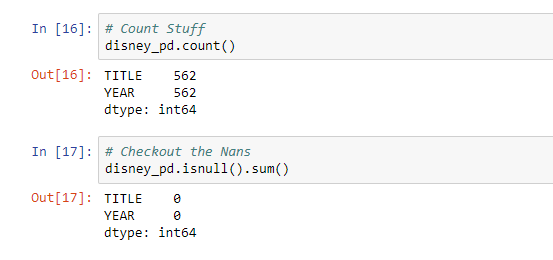 In [16]: # Count Stuff
disney_pd.count()
Out[16]: TITLE    562
YEAR     562
dtype: int64
In [17]: # Checkout the Nans
disney_pd.isnull().sum()
Out[17]: TITLE    0
YEAR     0
dtype: int64